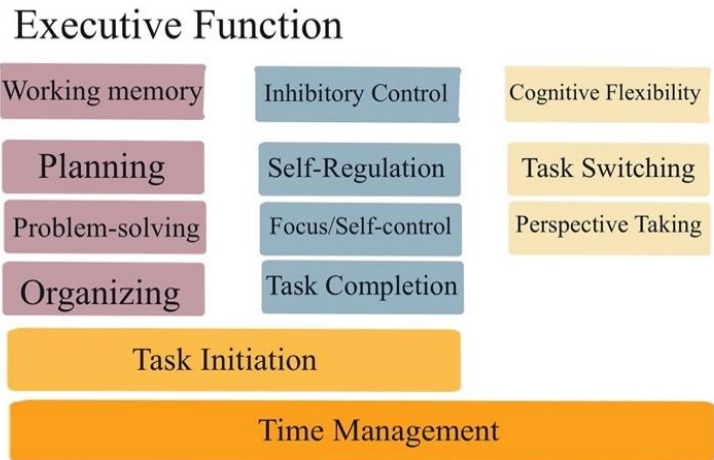 Executive Function
Working memory
Inhibitory Control
Cognitive Flexibility
Planning
Self-Regulation
Task Switching
Problem-solving
Focus/Self-control
Perspective Taking
Organizing
Task Completion
Task Initiation
Time Management